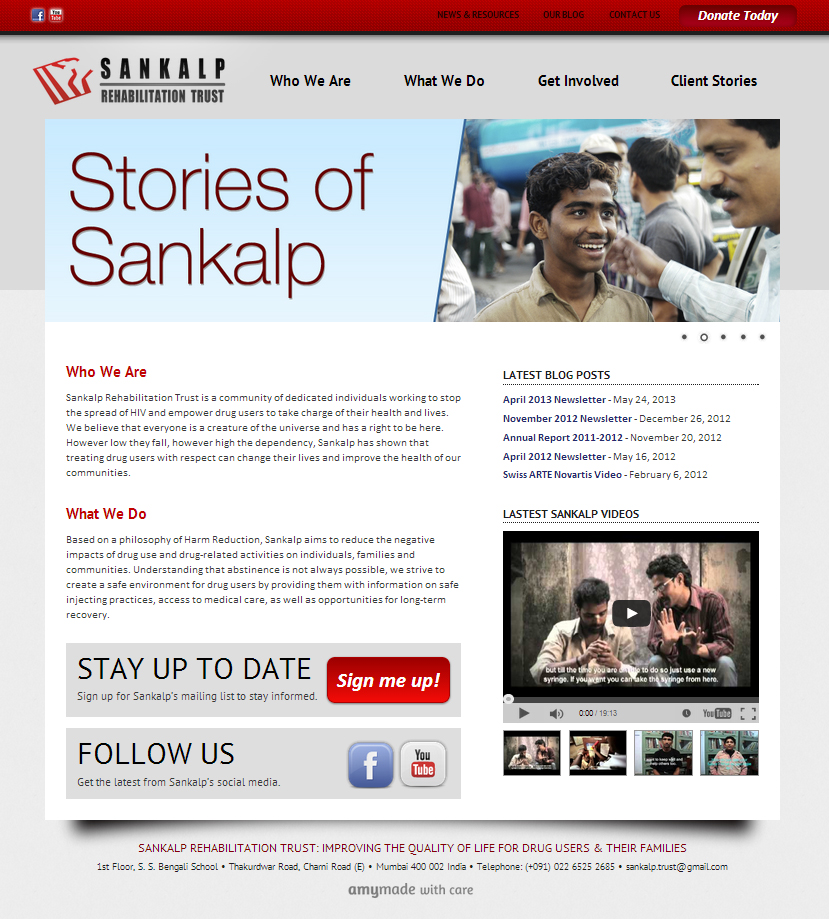 NEWS & RESOURCES OUR BLOG CONTACT US Donate Today
You Tube
SANKALP
REHABILITATION TRUST
Who We Are What We Do Get Involved Client Stories
Stories of
Sankalp
Who We Are
Sankalp Rehabilitation Trust is a community of dedicated individuals working to stop
the spread of HIV and empower drug users to take charge of their health and lives.
We believe that everyone is a creature of the universe and has a right to be here.
However low they fall, however high the dependency, Sankalp has shown that
treating drug users with respect can change their lives and improve the health of our
communities.
What We Do
Based on a philosophy of Harm Reduction, Sankalp aims to reduce the negative
impacts of drug use and drug-related activities on individuals, families and
communities. Understanding that abstinence is not always possible, we strive to
create a safe environment for drug users by providing them with information on safe
injecting practices, access to medical care, as well as opportunities for long-term
recovery.
STAY UP TO DATE
Sign up for Sankalp's mailing list to stay informed.
Sign me up!
FOLLOW US
Get the latest from Sankalp's social media.
f
You
Tube
LATEST BLOG POSTS
April 2013 Newsletter - May 24, 2013
November 2012 Newsletter - December 26, 2012
Annual Report 2011-2012 - November 20, 2012
April 2012 Newsletter - May 16, 2012
Swiss ARTE Novartis Video - February 6, 2012
LASTEST SANKALP VIDEOS
but till the time you are unable to do so just use a new
syringe. If you want you can take the syringe from here.
0:00 / 19:13
YouTube
SANKALP REHABILITATION TRUST: IMPROVING THE QUALITY OF LIFE FOR DRUG USERS & THEIR FAMILIES
1st Floor, S. S. Bengali School • Thakurdwar Road, Charni Road (E) • Mumbai 400 002 India • Telephone: (+091) 022 6525 2685 • sankalp.trust@gmail.com
amymade with care